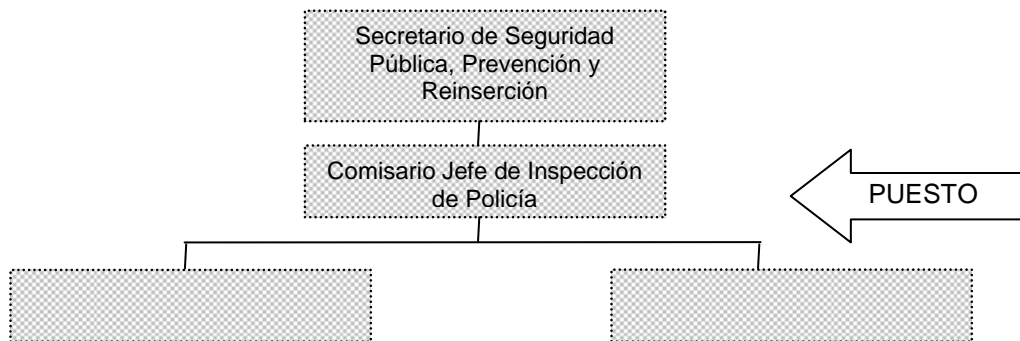 Secretario de Seguridad
Pública, Prevención y
Reinserción
Comisario Jefe de Inspección
de Policía
PUESTO